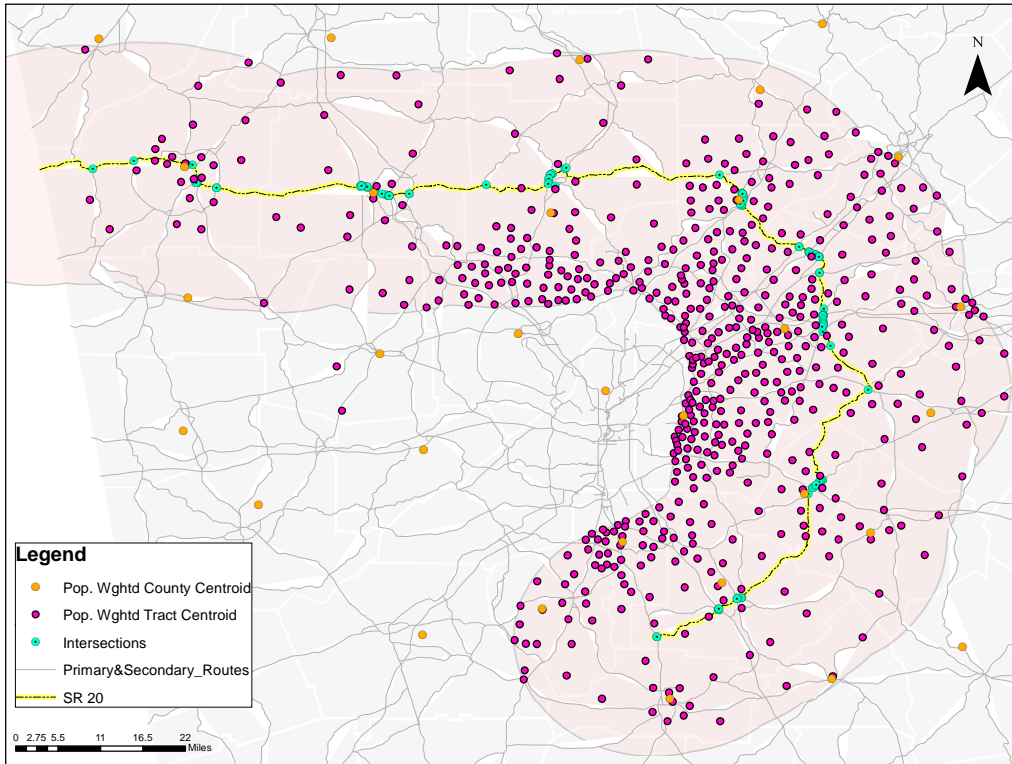 N
Legend
Pop. Wghtd County Centroid
Pop. Wghtd Tract Centroid
Intersections
Primary&Secondary_Routes
SR 20
0 2.75 5.5 11 16.5 22
Miles